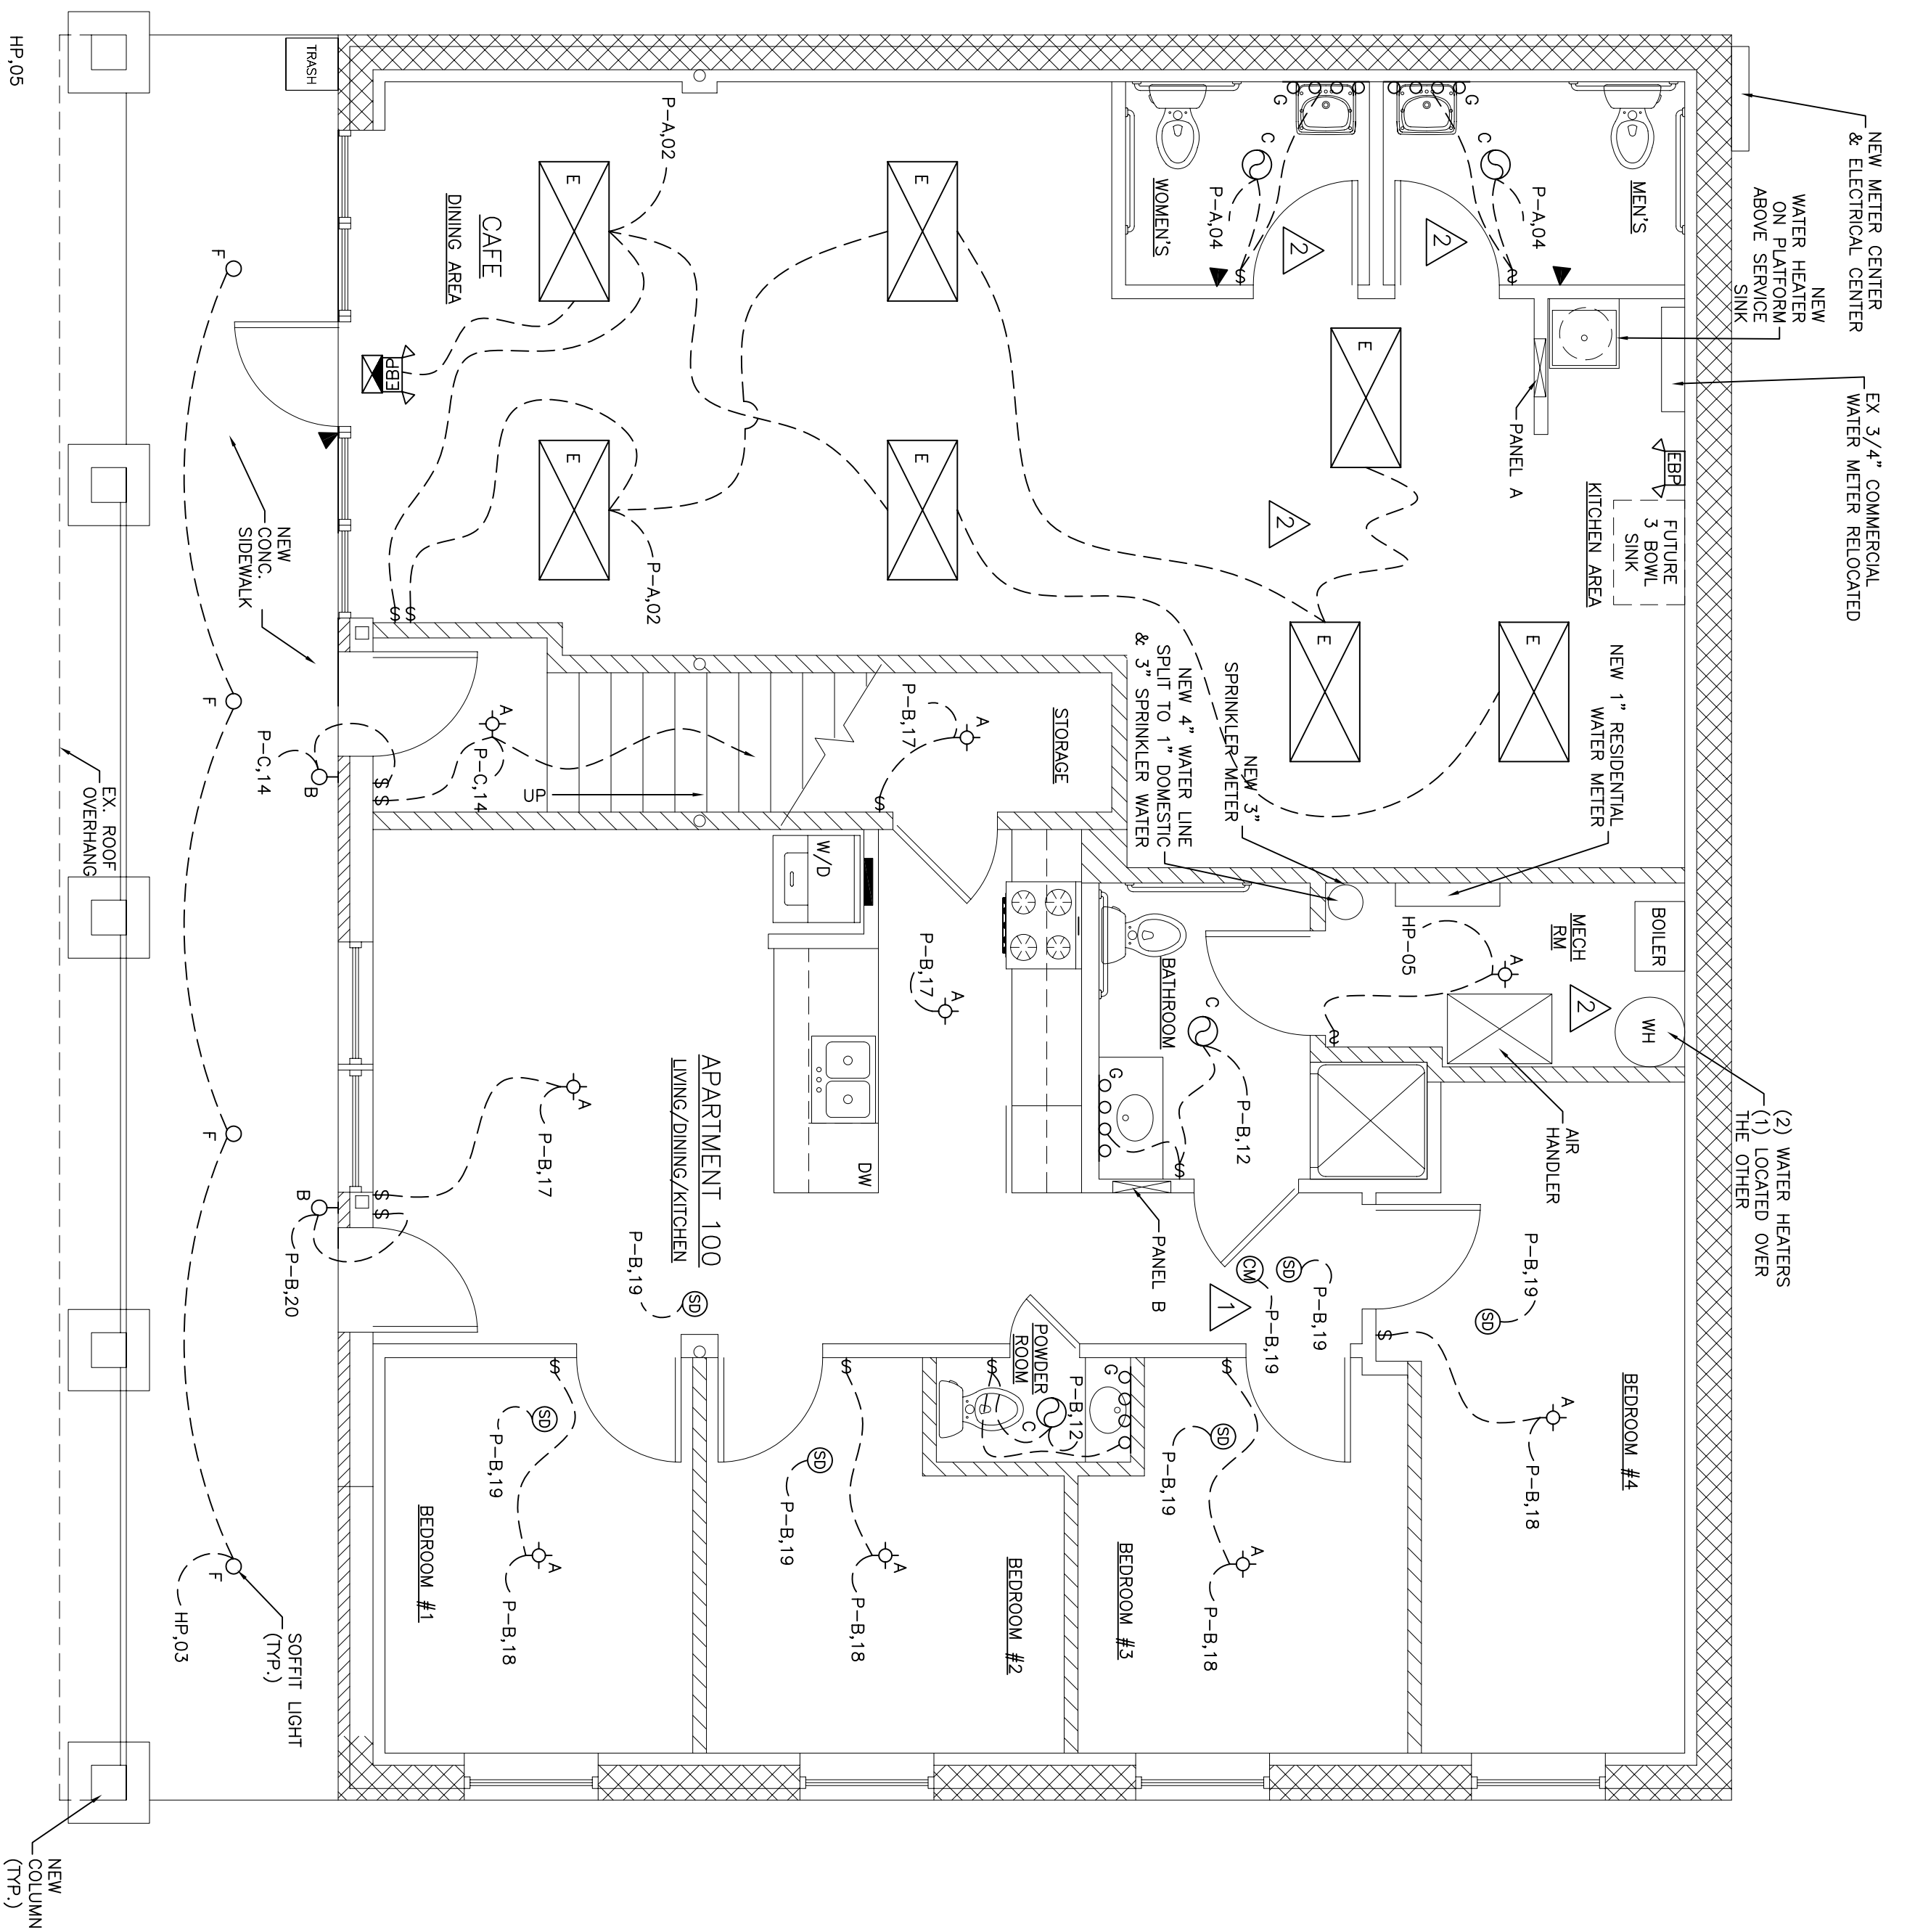 NEW METER CENTER
& ELECTRICAL CENTER
NEW
WATER HEATER
ON PLATFORM
ABOVE SERVICE
SINK
EX 3/4" COMMERCIAL
WATER METER RELOCATED
(2) WATER HEATERS
(1) LOCATED OVER
THE OTHER
MEN'S
P-A,04
C
G
2
WOMEN'S
P-A,04
C
G
2
PANEL A
EBP
FUTURE
3 BOWL
SINK
KITCHEN AREA
2
E
E
E
E
E
E
E
NEW 1" RESIDENTIAL
WATER METER
NEW 3"
SPRINKLER METER
NEW 4" WATER LINE
SPLIT TO 1" DOMESTIC
& 3" SPRINKLER WATER
BOILER
MECH
RM
2
WH
HP-05
A
S
AIR
HANDLER
BATHROOM
C
G
P-B,12
S
PANEL B
P-B,19
SD
BEDROOM #4
A
P-B,18
S
SD
P-B,19
CM
P-B,19
1
BEDROOM #3
A
P-B,18
SD
P-B,19
S
POWDER
ROOM
P-B,12
G
C
S
BEDROOM #2
A
P-B,18
SD
P-B,19
S
BEDROOM #1
A
P-B,18
SD
P-B,19
S
APARTMENT 100
LIVING/DINING/KITCHEN
P-B,19
SD
DW
W/D
A
P-B,17
A
P-B,17
S
S
STORAGE
A
P-B,17
S
UP
A
P-C,14
S
S
P-C,14
B
B
P-B,20
CAFE
DINING AREA
P-A,02
P-A,02
EBP
S
S
S
S
TRASH
F
F
F
F
HP,03
NEW
CONC.
SIDEWALK
EX. ROOF
OVERHANG
SOFFIT LIGHT
(TYP.)
NEW
COLUMN
(TYP.)
HP,05